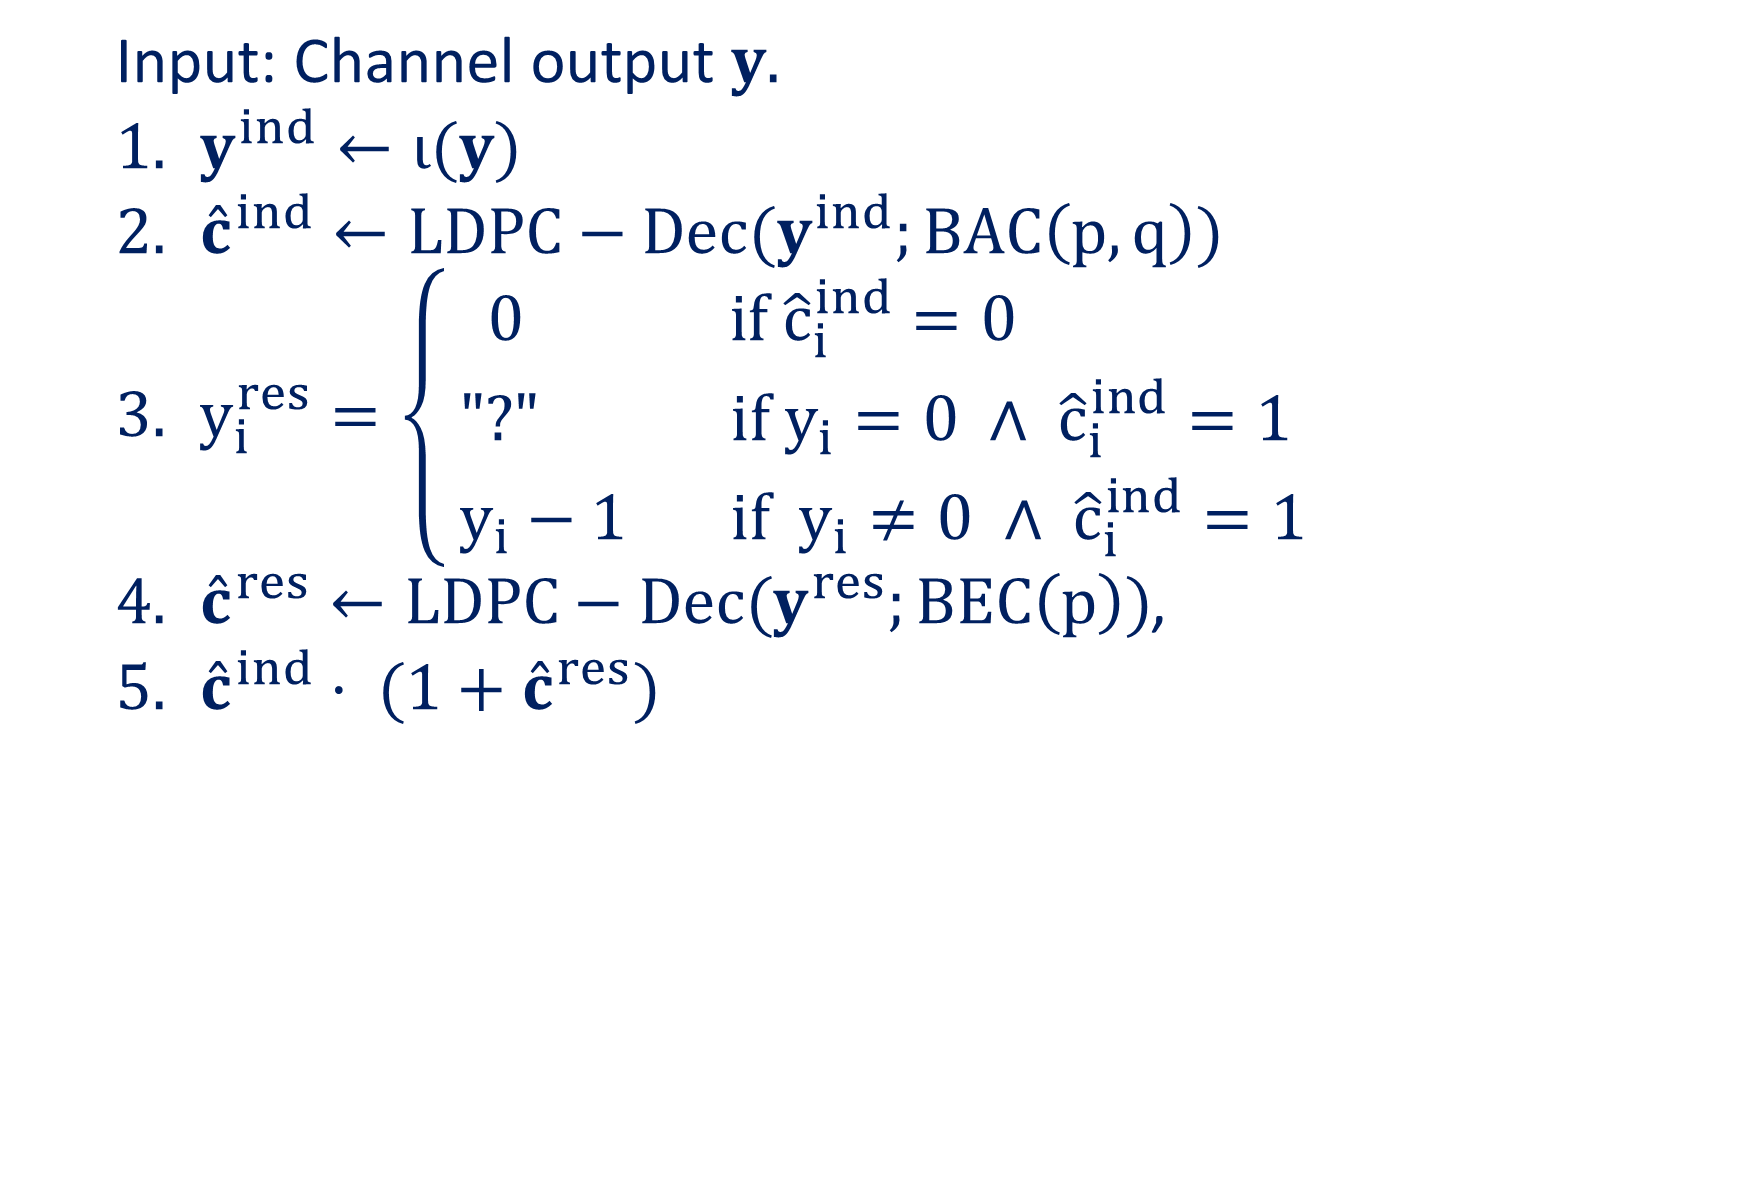 Input: Channel output 𝐲.
1. 𝐲^ind ← ι(𝐲)
2. 𝐜̂^ind ← LDPC − Dec(𝐲^ind; BAC(p, q))
3. y_i^res = { 0 if ĉ_i^ind = 0
"?" if y_i = 0 ∧ ĉ_i^ind = 1
y_i − 1 if y_i ≠ 0 ∧ ĉ_i^ind = 1
4. 𝐜̂^res ← LDPC − Dec(𝐲^res; BEC(p)),
5. 𝐜̂^ind · (1 + 𝐜̂^res)